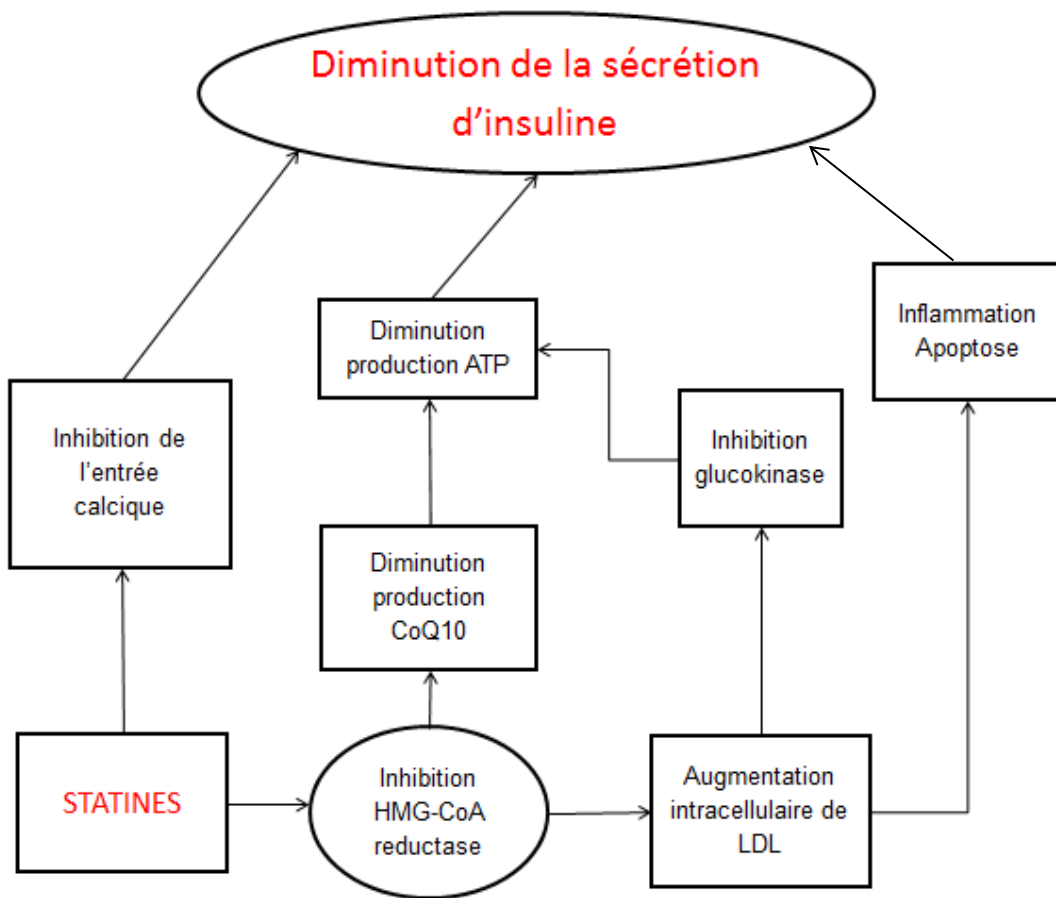 Diminution de la sécrétion
d’insuline
Diminution
production ATP
Inflammation
Apoptose
Inhibition de
l’entrée
calcique
Inhibition
glucokinase
Diminution
production
CoQ10
STATINES
Inhibition
HMG-CoA
reductase
Augmentation
intracellulaire de
LDL